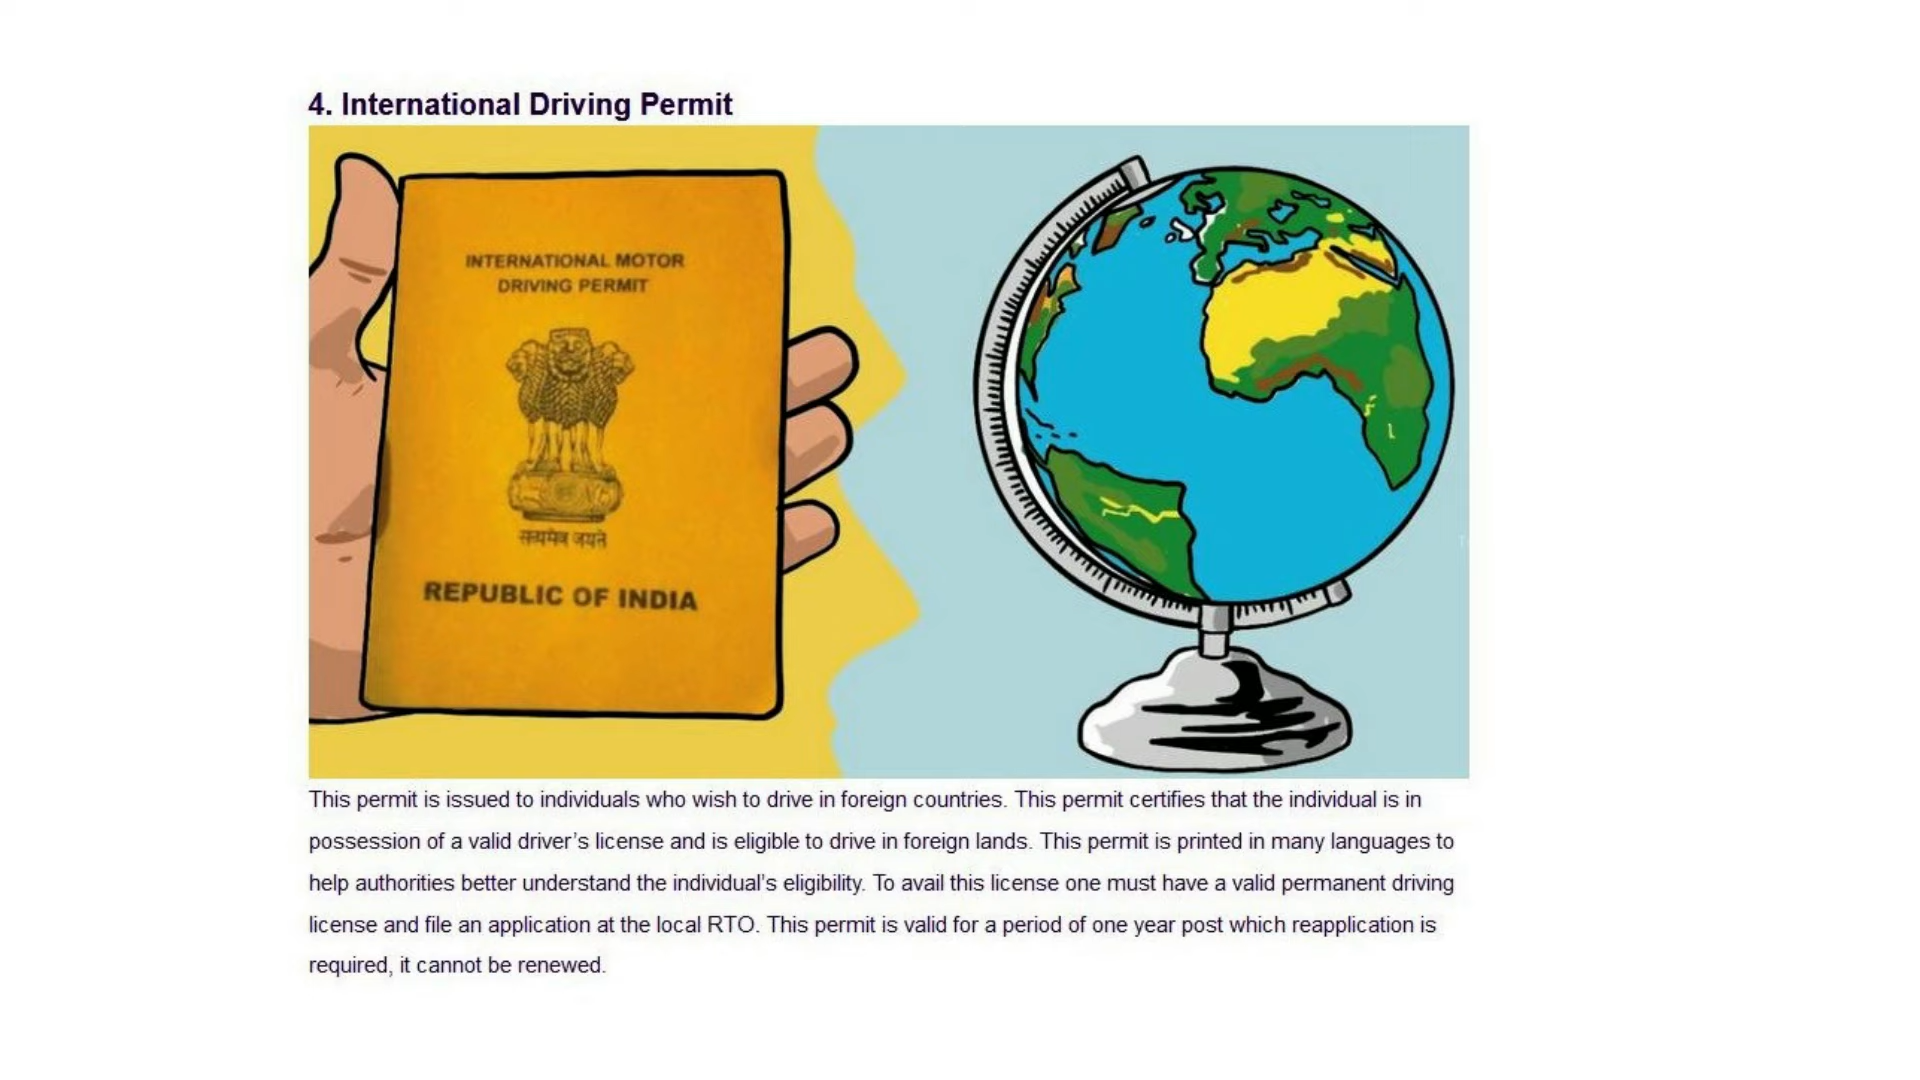 4. International Driving Permit
INTERNATIONAL MOTOR
DRIVING PERMIT
सत्यमेव जयते
REPUBLIC OF INDIA
This permit is issued to individuals who wish to drive in foreign countries. This permit certifies that the individual is in
possession of a valid driver’s license and is eligible to drive in foreign lands. This permit is printed in many languages to
help authorities better understand the individual’s eligibility. To avail this license one must have a valid permanent driving
license and file an application at the local RTO. This permit is valid for a period of one year post which reapplication is
required, it cannot be renewed.